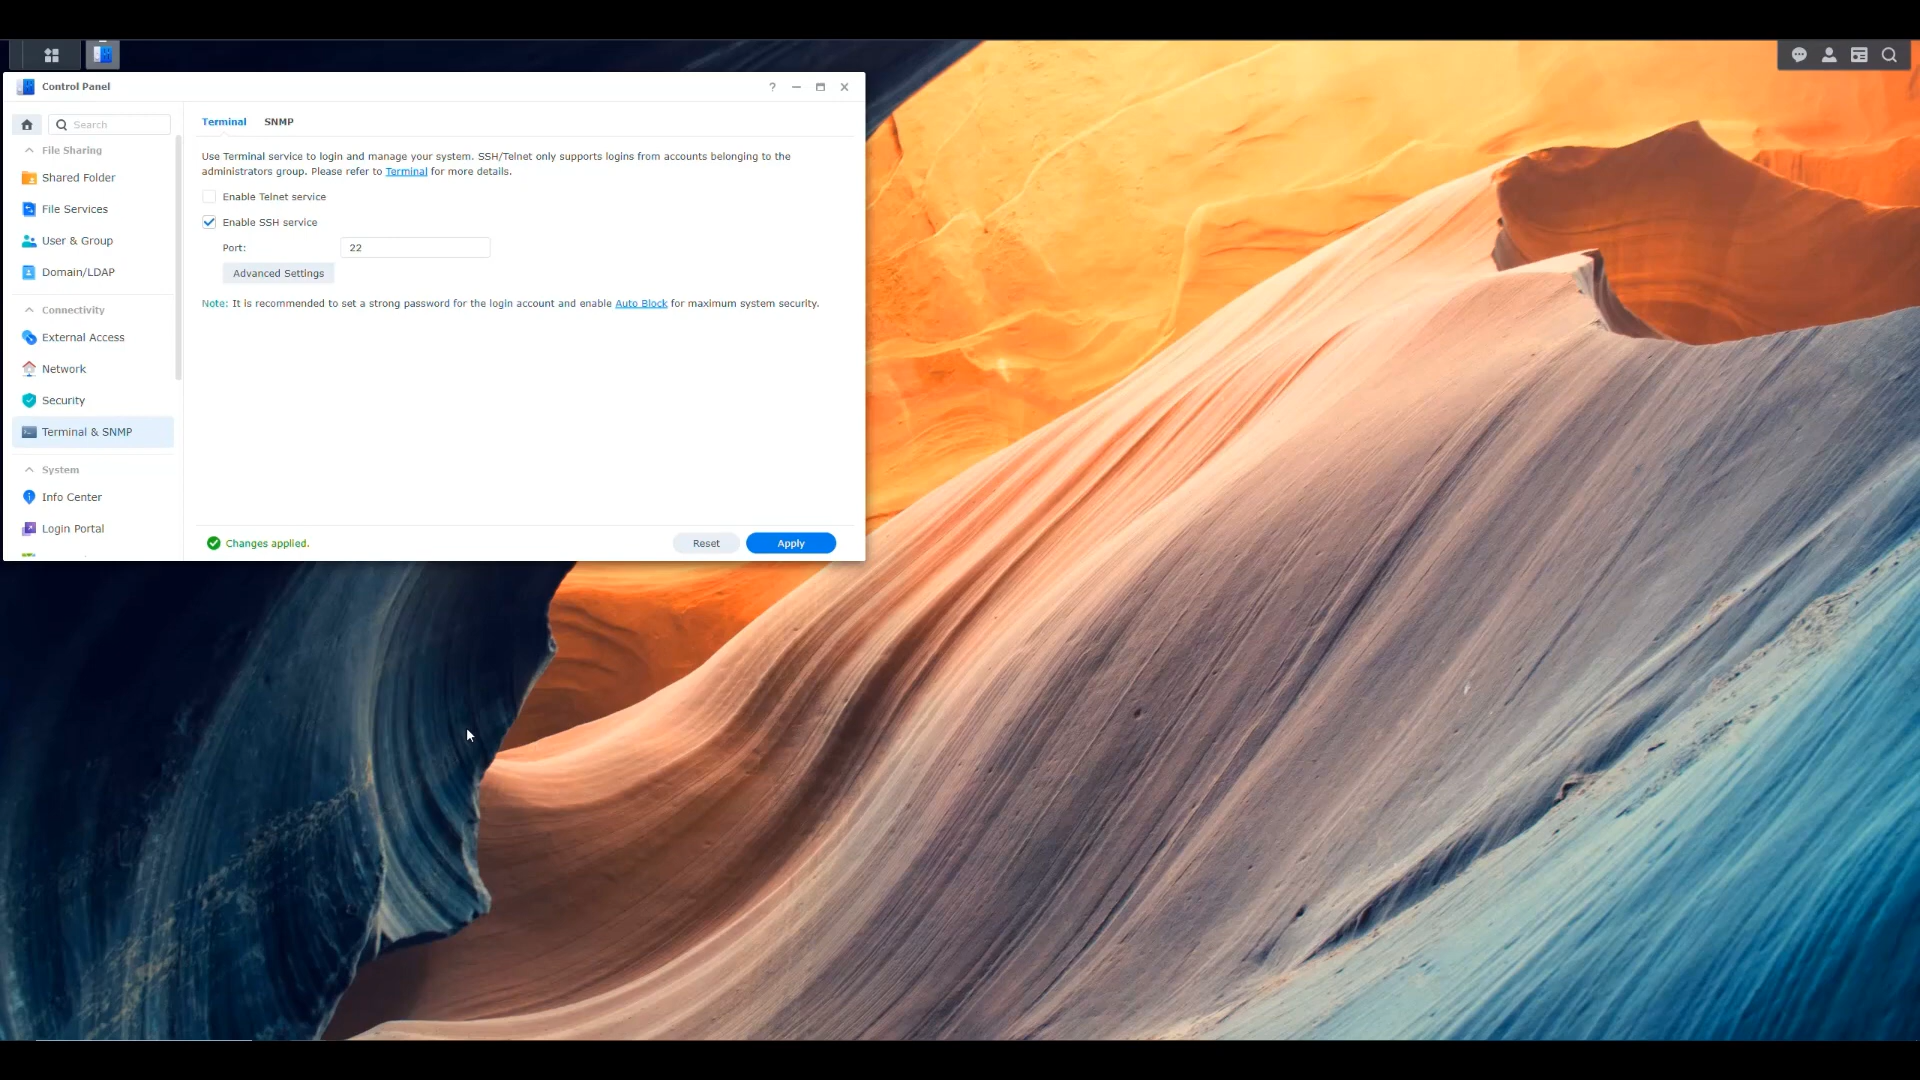 Control Panel
?
Search
File Sharing
Shared Folder
File Services
User & Group
Domain/LDAP
Connectivity
External Access
Network
Security
Terminal & SNMP
System
Info Center
Login Portal
Terminal SNMP
Use Terminal service to login and manage your system. SSH/Telnet only supports logins from accounts belonging to the
administrators group. Please refer to Terminal for more details.
Enable Telnet service
Enable SSH service
Port: 22
Advanced Settings
Note: It is recommended to set a strong password for the login account and enable Auto Block for maximum system security.
Changes applied.
Reset
Apply